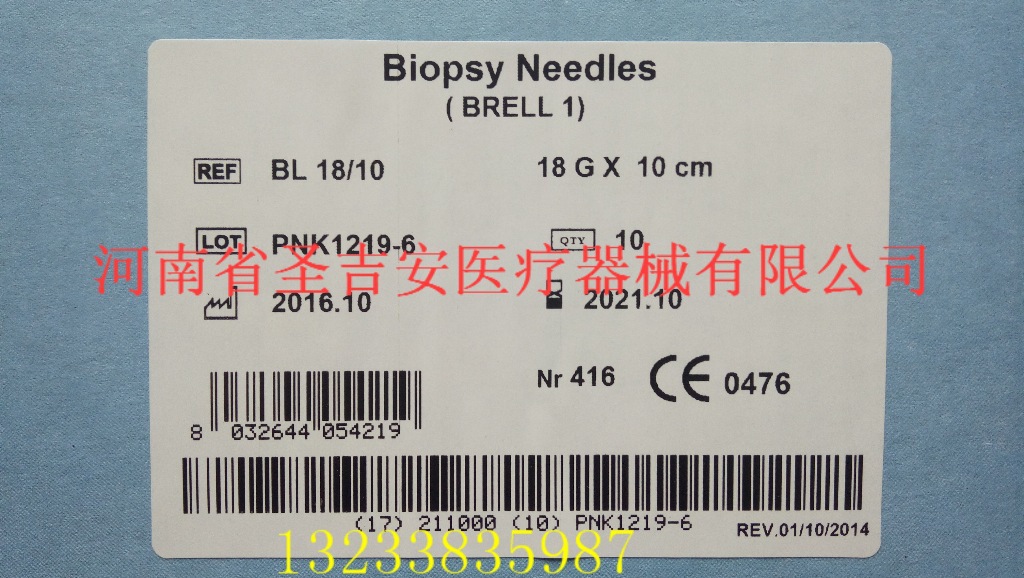 Biopsy Needles
( BRELL 1)
REF BL 18/10 18 G X 10 cm
LOT PNK1219-6 QTY 10
河南省圣吉安医疗器械有限公司
2016.10 2021.10
Nr 416 CE 0476
8 032644 054219
(17) 211000 (10) PNK1219-6
REV.01/10/2014
13233835987